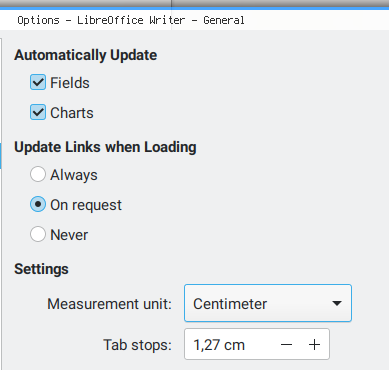 Options – LibreOffice Writer – General
Automatically Update
Fields
Charts
Update Links when Loading
Always
On request
Never
Settings
Measurement unit: Centimeter
Tab stops: 1,27 cm